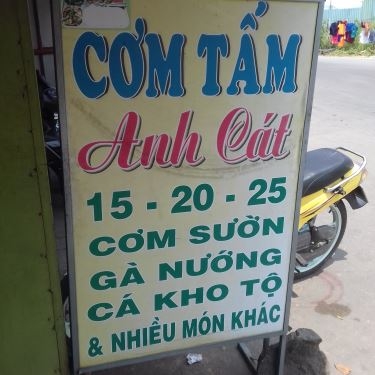 CƠM TẤM
Anh Cát
15 - 20 - 25
CƠM SƯỜN
GÀ NƯỚNG
CÁ KHO TỘ
& NHIỀU MÓN KHÁC